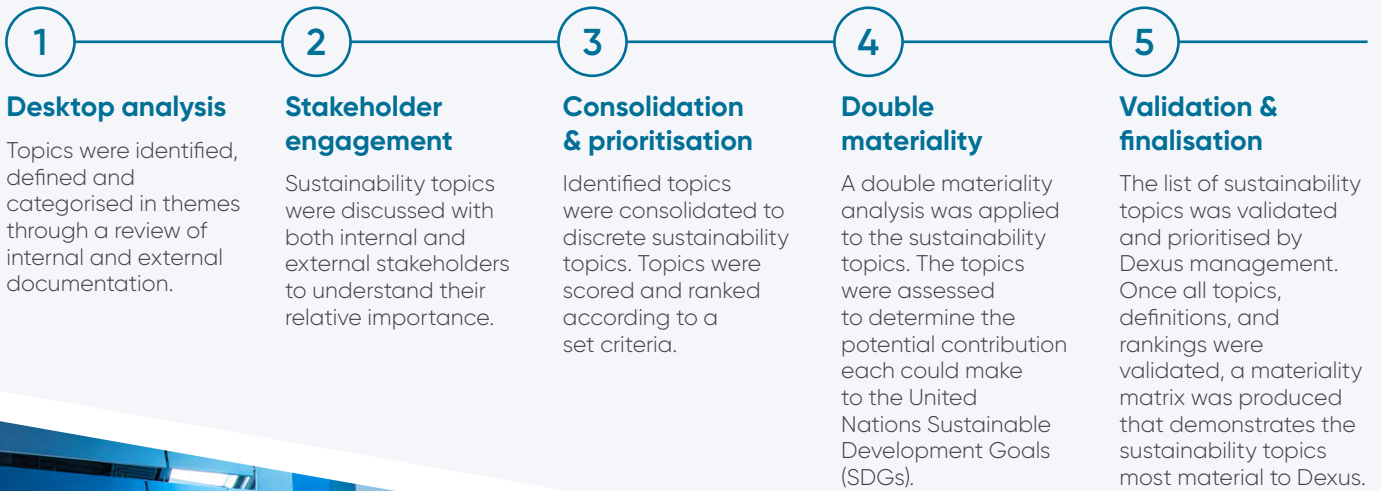 1
Desktop analysis
Topics were identified,
defined and
categorised in themes
through a review of
internal and external
documentation.
2
Stakeholder
engagement
Sustainability topics
were discussed with
both internal and
external stakeholders
to understand their
relative importance.
3
Consolidation
& prioritisation
Identified topics
were consolidated to
discrete sustainability
topics. Topics were
scored and ranked
according to a
set criteria.
4
Double
materiality
A double materiality
analysis was applied
to the sustainability
topics. The topics
were assessed
to determine the
potential contribution
each could make
to the United
Nations Sustainable
Development Goals
(SDGs).
5
Validation &
finalisation
The list of sustainability
topics was validated
and prioritised by
Dexus management.
Once all topics,
definitions, and
rankings were
validated, a materiality
matrix was produced
that demonstrates the
sustainability topics
most material to Dexus.